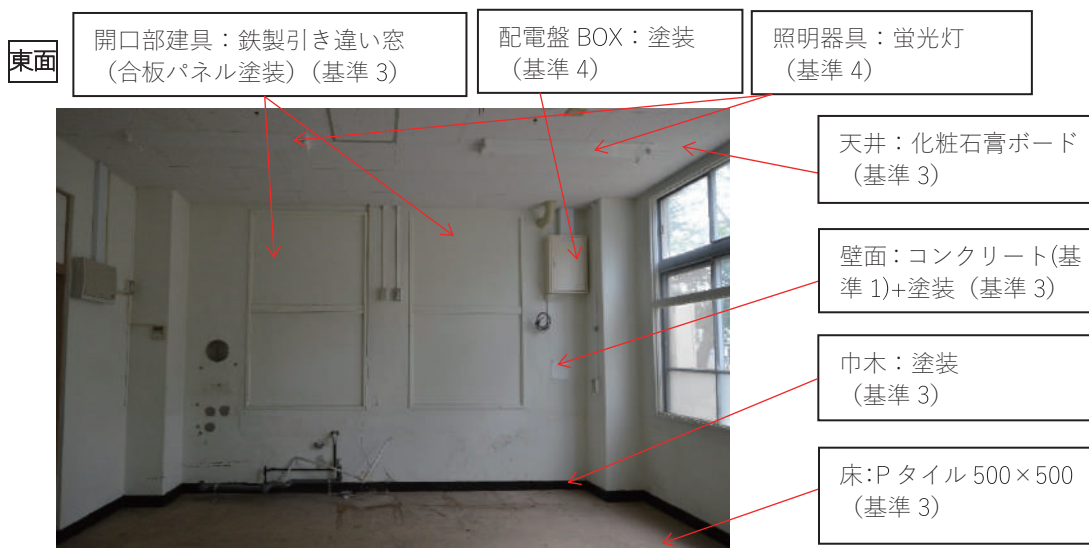 東面
開口部建具：鉄製引き違い窓
（合板パネル塗装）（基準 3）
配電盤 BOX：塗装
（基準 4）
照明器具：蛍光灯
（基準 4）
天井：化粧石膏ボード
（基準 3）
壁面：コンクリート(基
準 1)+塗装（基準 3）
巾木：塗装
（基準 3）
床:P タイル 500×500
（基準 3）